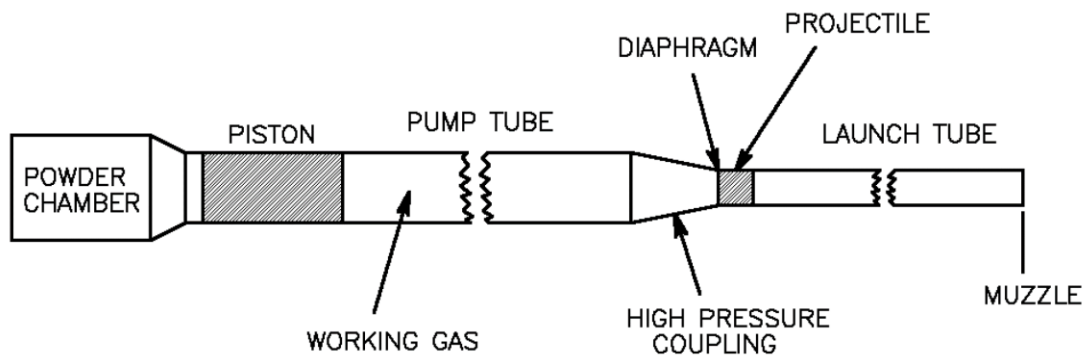 PROJECTILE
DIAPHRAGM
PISTON
PUMP TUBE
LAUNCH TUBE
POWDER
CHAMBER
MUZZLE
WORKING GAS
HIGH PRESSURE
COUPLING